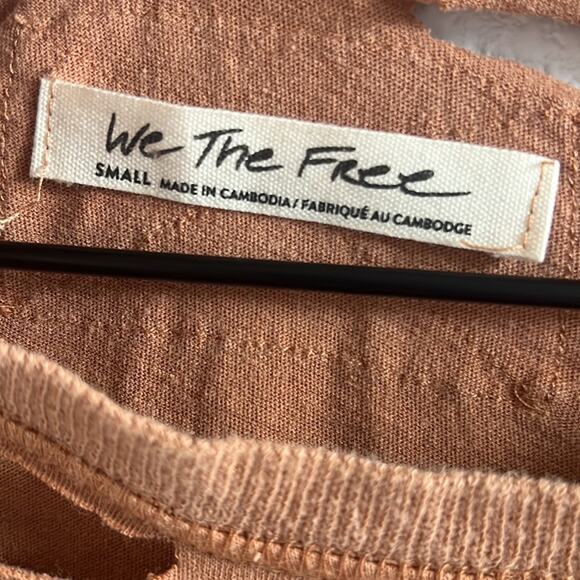 We The Free
SMALL MADE IN CAMBODIA / FABRIQUÉ AU CAMBODGE